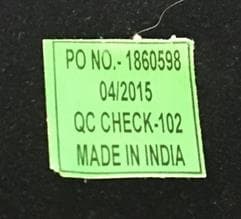 PO NO.- 1860598
04/2015
QC CHECK-102
MADE IN INDIA